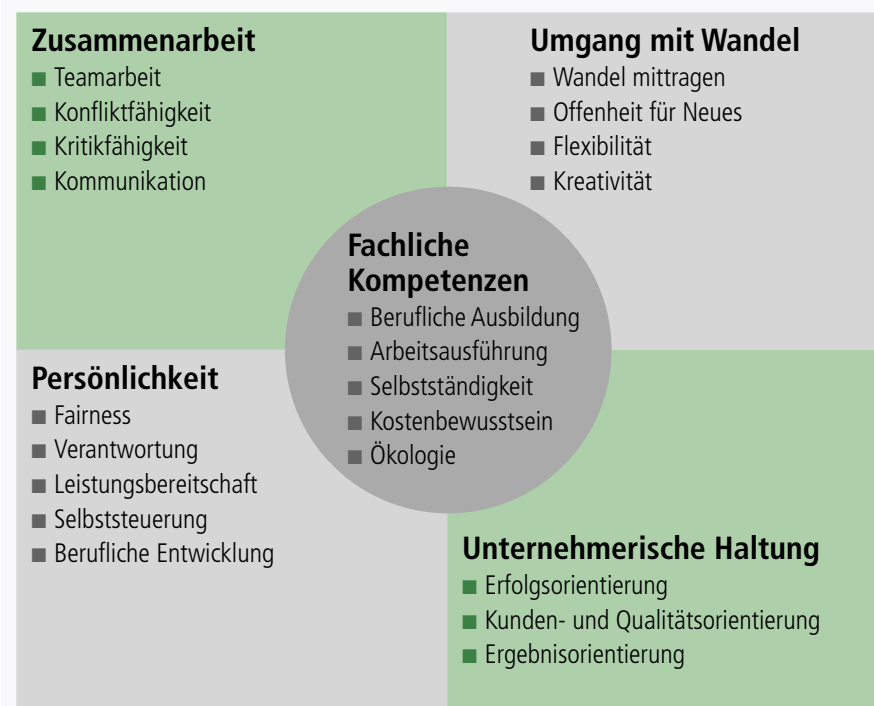 Zusammenarbeit
■ Teamarbeit
■ Konfliktfähigkeit
■ Kritikfähigkeit
■ Kommunikation
Umgang mit Wandel
■ Wandel mittragen
■ Offenheit für Neues
■ Flexibilität
■ Kreativität
Fachliche
Kompetenzen
■ Berufliche Ausbildung
■ Arbeitsausführung
■ Selbstständigkeit
■ Kostenbewusstsein
■ Ökologie
Persönlichkeit
■ Fairness
■ Verantwortung
■ Leistungsbereitschaft
■ Selbststeuerung
■ Berufliche Entwicklung
Unternehmerische Haltung
■ Erfolgsorientierung
■ Kunden- und Qualitätsorientierung
■ Ergebnisorientierung